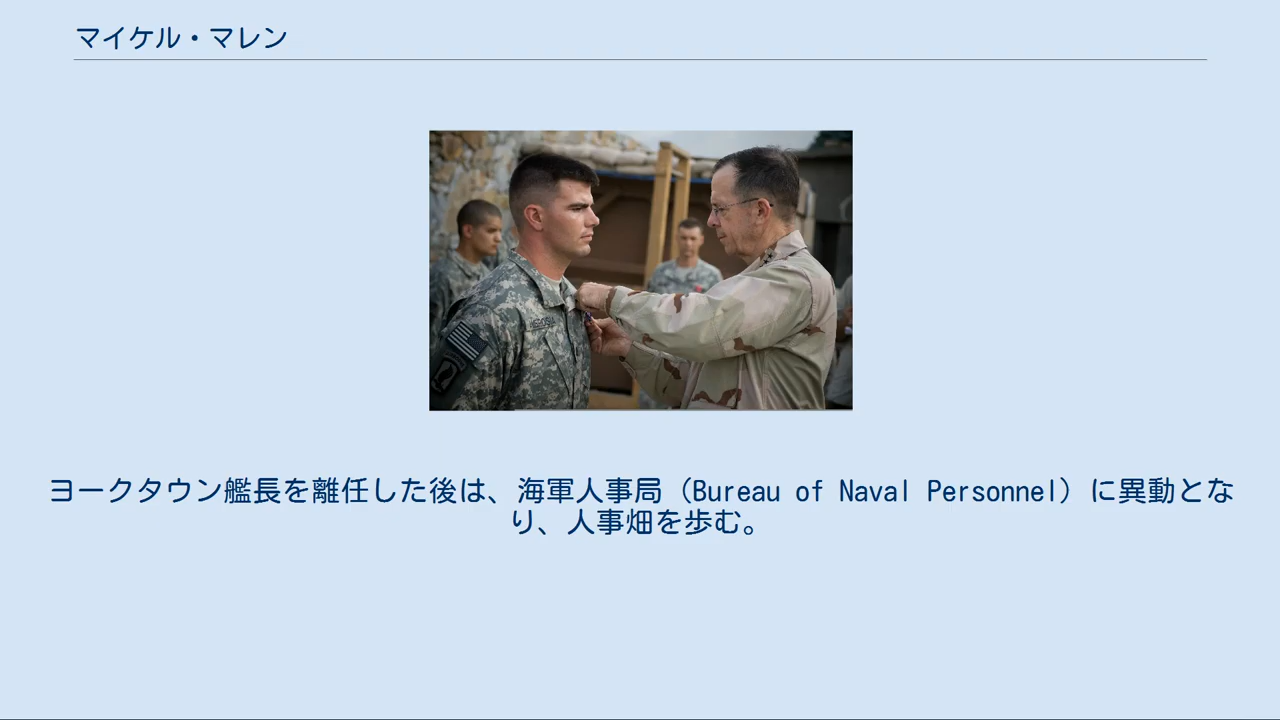 マイケル・マレン
ヨークタウン艦長を離任した後は、海軍人事局（Bureau of Naval Personnel）に異動とな
り、人事畑を歩む。